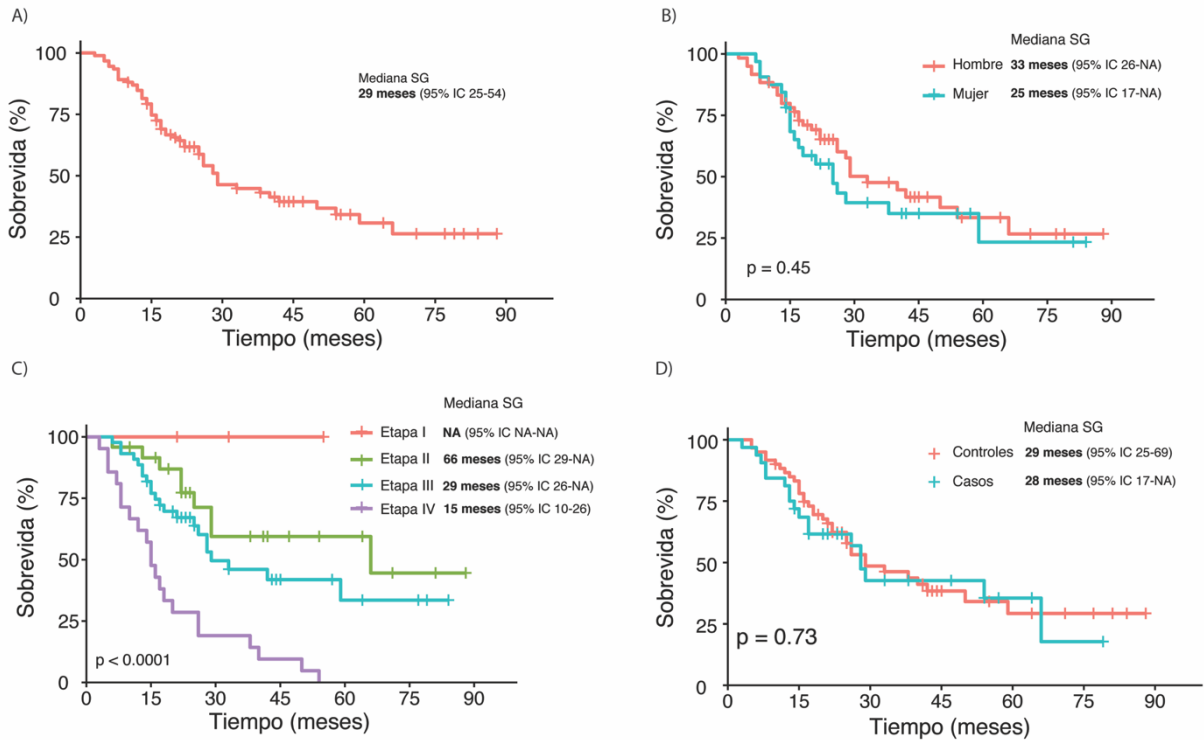 A)
Sobrevida (%)
100
75
50
25
0
Mediana SG
29 meses (95% IC 25-54)
0 15 30 45 60 75 90
Tiempo (meses)
B)
Sobrevida (%)
100
75
50
25
0
Mediana SG
Hombre 33 meses (95% IC 26-NA)
Mujer 25 meses (95% IC 17-NA)
p = 0.45
0 15 30 45 60 75 90
Tiempo (meses)
C)
Sobrevida (%)
100
75
50
25
0
Mediana SG
Etapa I NA (95% IC NA-NA)
Etapa II 66 meses (95% IC 29-NA)
Etapa III 29 meses (95% IC 26-NA)
Etapa IV 15 meses (95% IC 10-26)
p < 0.0001
0 15 30 45 60 75 90
Tiempo (meses)
D)
Sobrevida (%)
100
75
50
25
0
Mediana SG
Controles 29 meses (95% IC 25-69)
Casos 28 meses (95% IC 17-NA)
p = 0.73
0 15 30 45 60 75 90
Tiempo (meses)